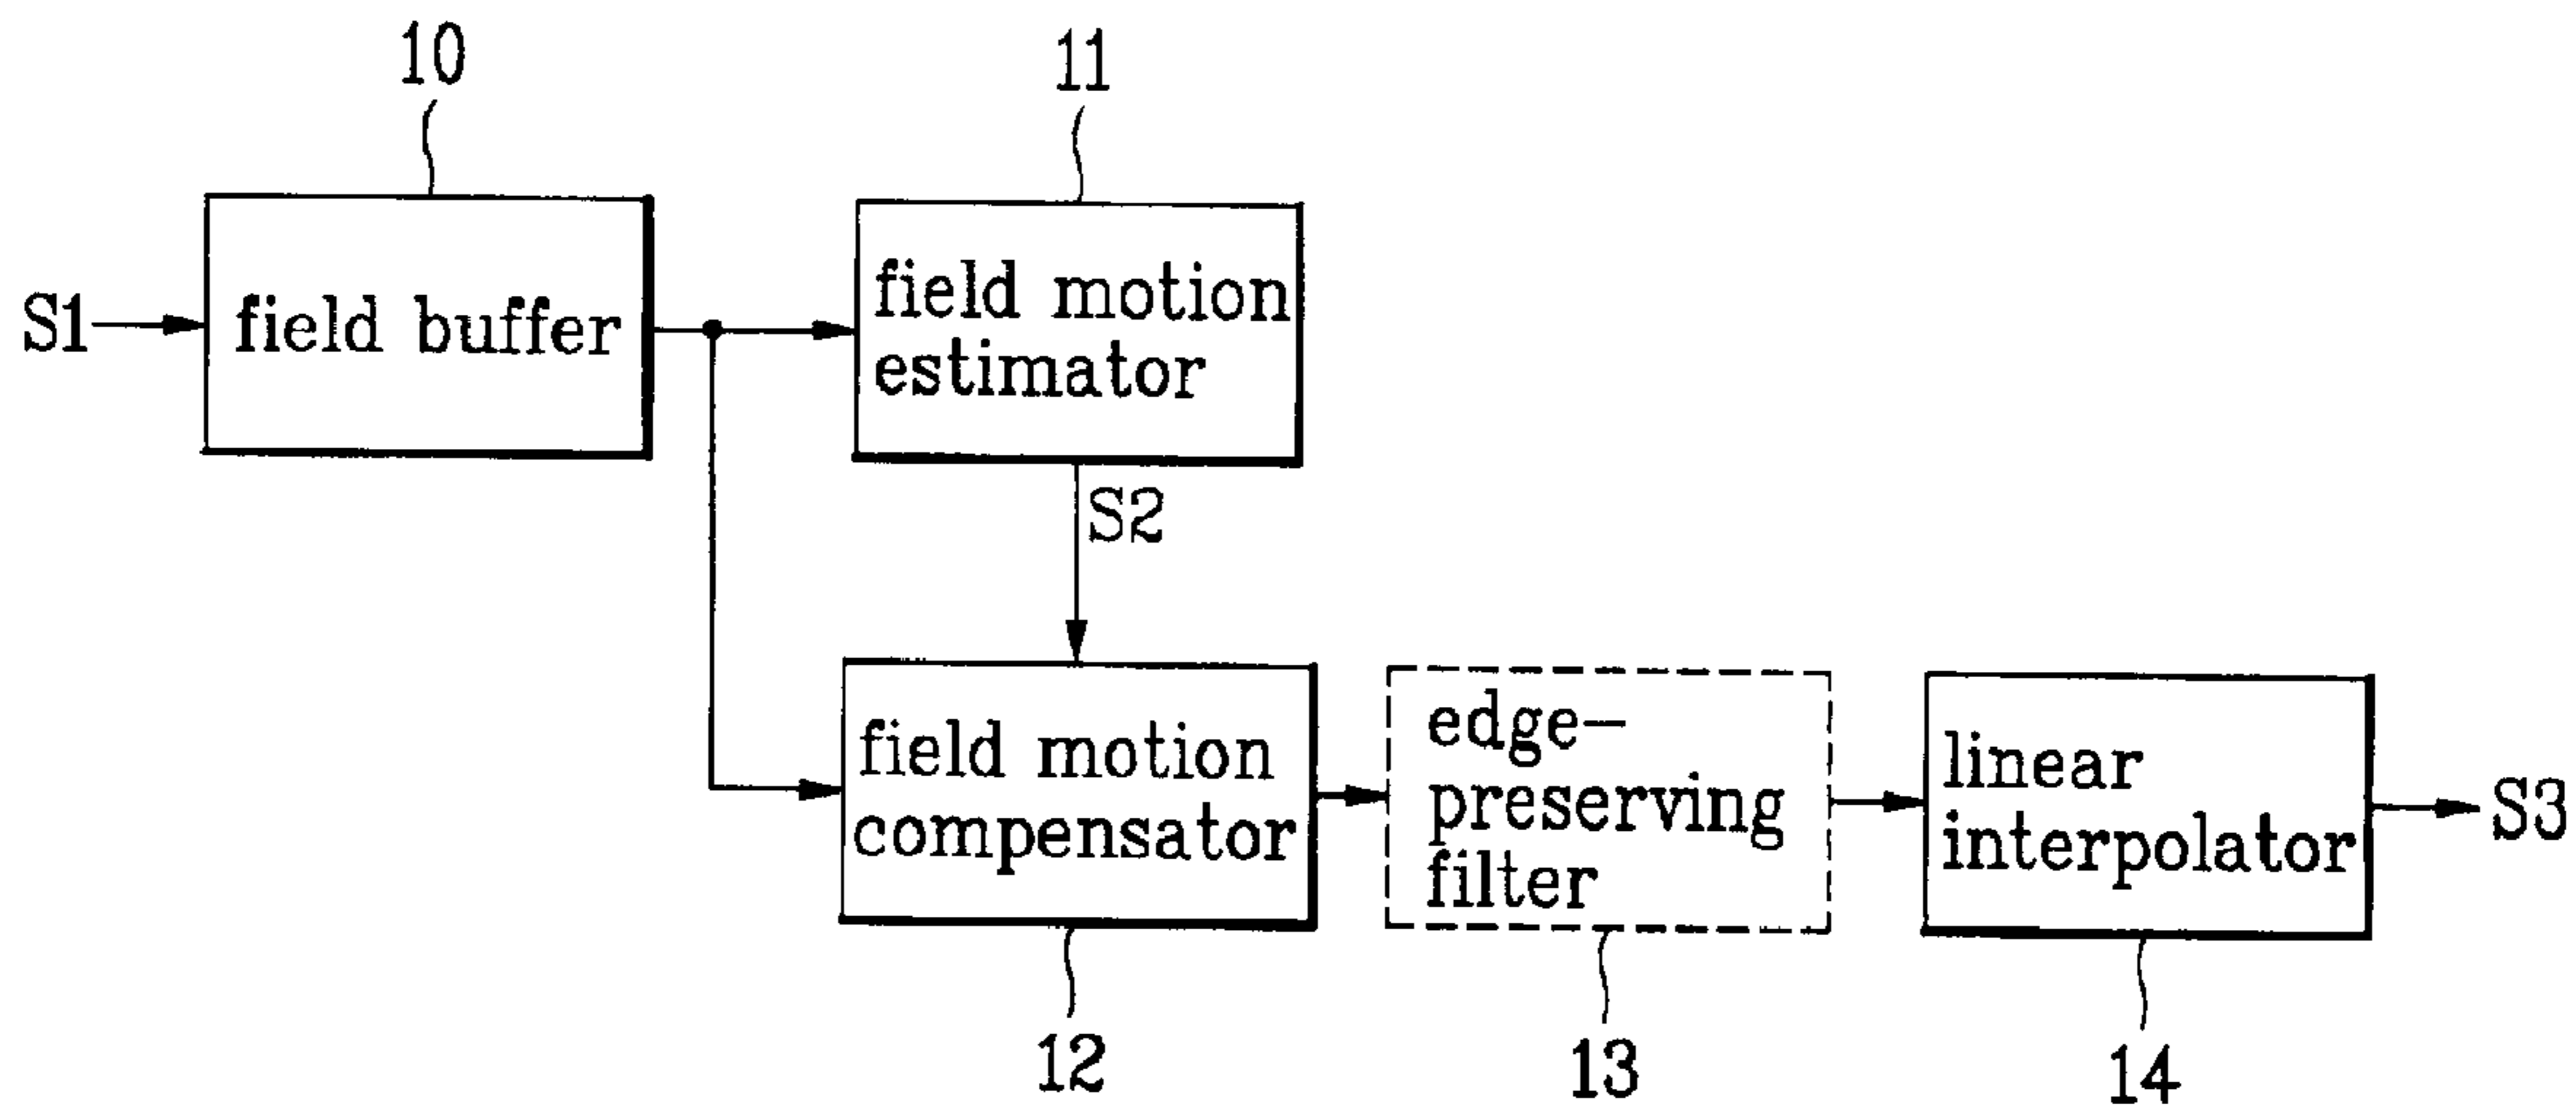 10
11
S1
field buffer
field motion
estimator
S2
field motion
compensator
edge-
preserving
filter
linear
interpolator
S3
12
13
14